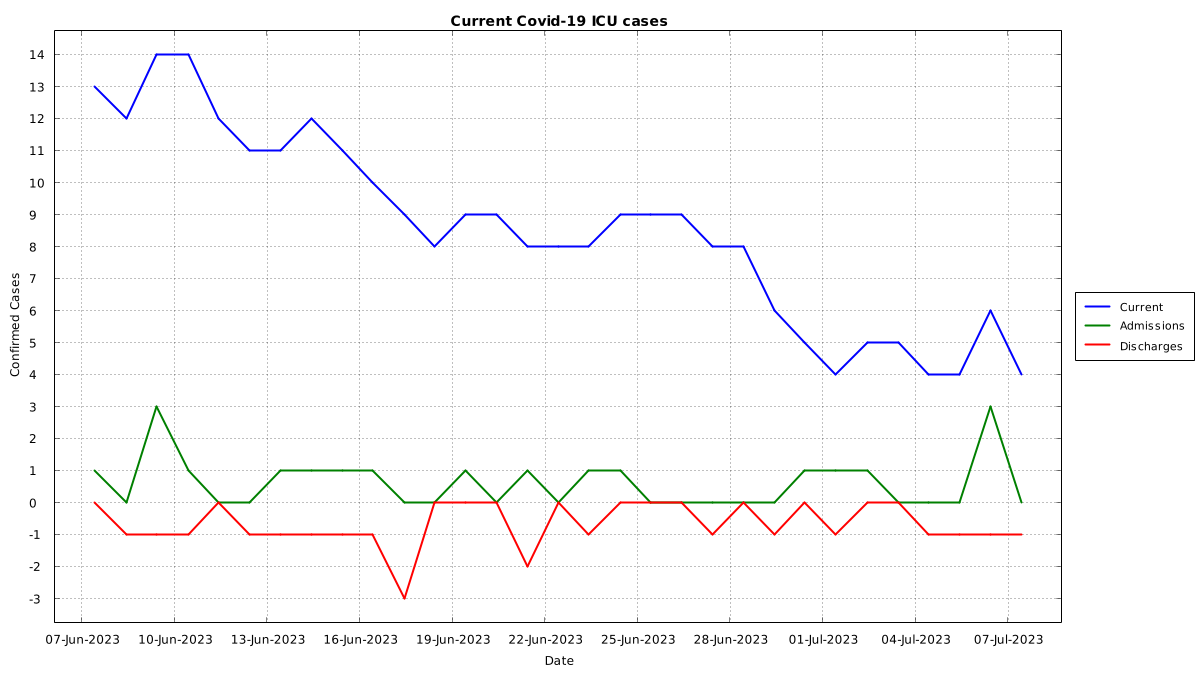 Current Covid-19 ICU cases
14
13
12
11
10
9
8
7
6
5
4
3
2
1
0
-1
-2
-3
Confirmed Cases
07-Jun-2023 10-Jun-2023 13-Jun-2023 16-Jun-2023 19-Jun-2023 22-Jun-2023 25-Jun-2023 28-Jun-2023 01-Jul-2023 04-Jul-2023 07-Jul-2023
Date
Current
Admissions
Discharges